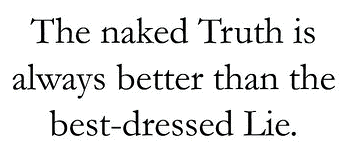 The naked Truth is
always better than the
best-dressed Lie.